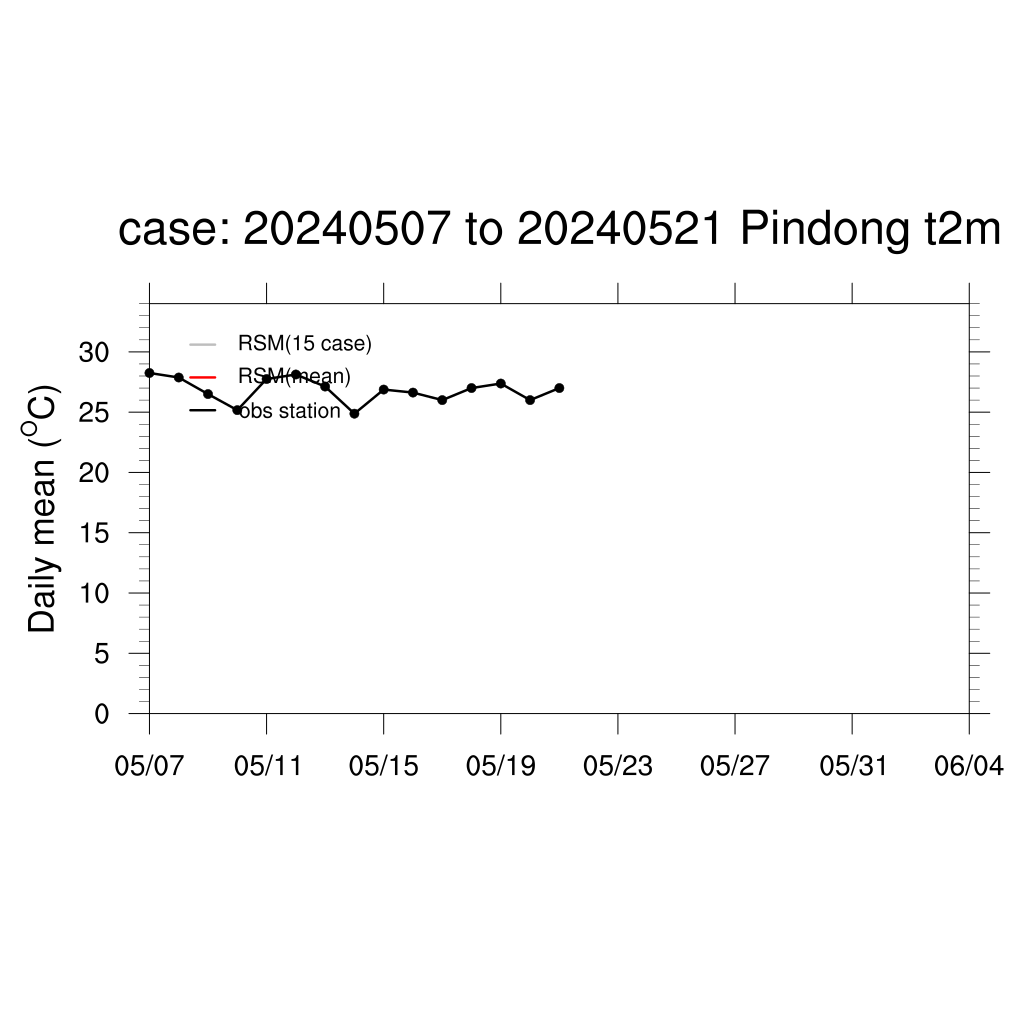 case: 20240507 to 20240521 Pindong t2m
Daily mean (°C)
RSM(15 case)
RSM(mean)
obs station
30
25
20
15
10
5
0
05/07 05/11 05/15 05/19 05/23 05/27 05/31 06/04